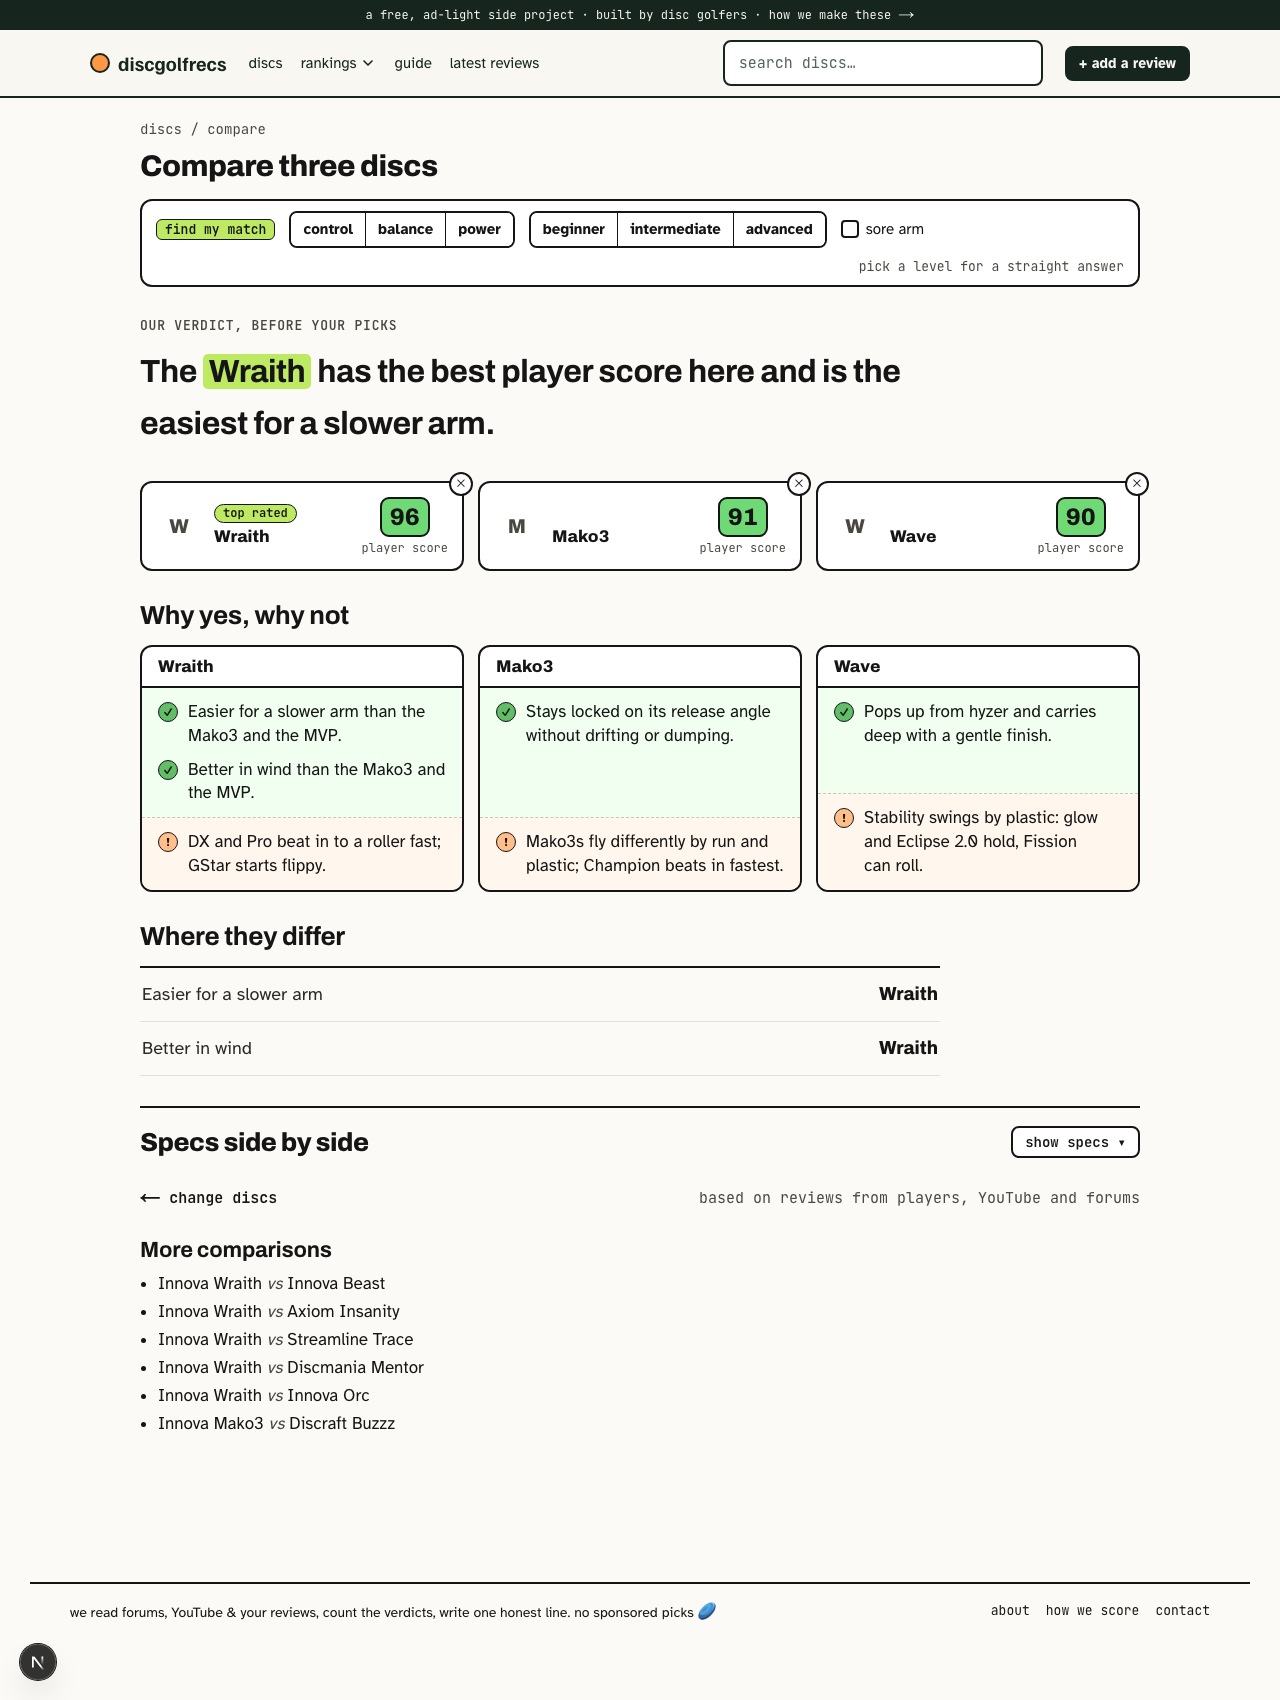 a free, ad-light side project · built by disc golfers · how we make these →
discgolfrecs
discs
rankings
guide
latest reviews
search discs…
+ add a review
discs / compare
Compare three discs
find my match
control
balance
power
beginner
intermediate
advanced
sore arm
pick a level for a straight answer
OUR VERDICT, BEFORE YOUR PICKS
The Wraith has the best player score here and is the
easiest for a slower arm.
W
top rated
Wraith
96
player score
×
M
Mako3
91
player score
×
W
Wave
90
player score
×
Why yes, why not
Wraith
Easier for a slower arm than the
Mako3 and the MVP.
Better in wind than the Mako3 and
the MVP.
DX and Pro beat in to a roller fast;
GStar starts flippy.
Mako3
Stays locked on its release angle
without drifting or dumping.
Mako3s fly differently by run and
plastic; Champion beats in fastest.
Wave
Pops up from hyzer and carries
deep with a gentle finish.
Stability swings by plastic: glow
and Eclipse 2.0 hold, Fission
can roll.
Where they differ
Easier for a slower arm
Wraith
Better in wind
Wraith
Specs side by side
show specs ▾
← change discs
based on reviews from players, YouTube and forums
More comparisons
• Innova Wraith vs Innova Beast
• Innova Wraith vs Axiom Insanity
• Innova Wraith vs Streamline Trace
• Innova Wraith vs Discmania Mentor
• Innova Wraith vs Innova Orc
• Innova Mako3 vs Discraft Buzzz
we read forums, YouTube & your reviews, count the verdicts, write one honest line. no sponsored picks
about
how we score
contact
N